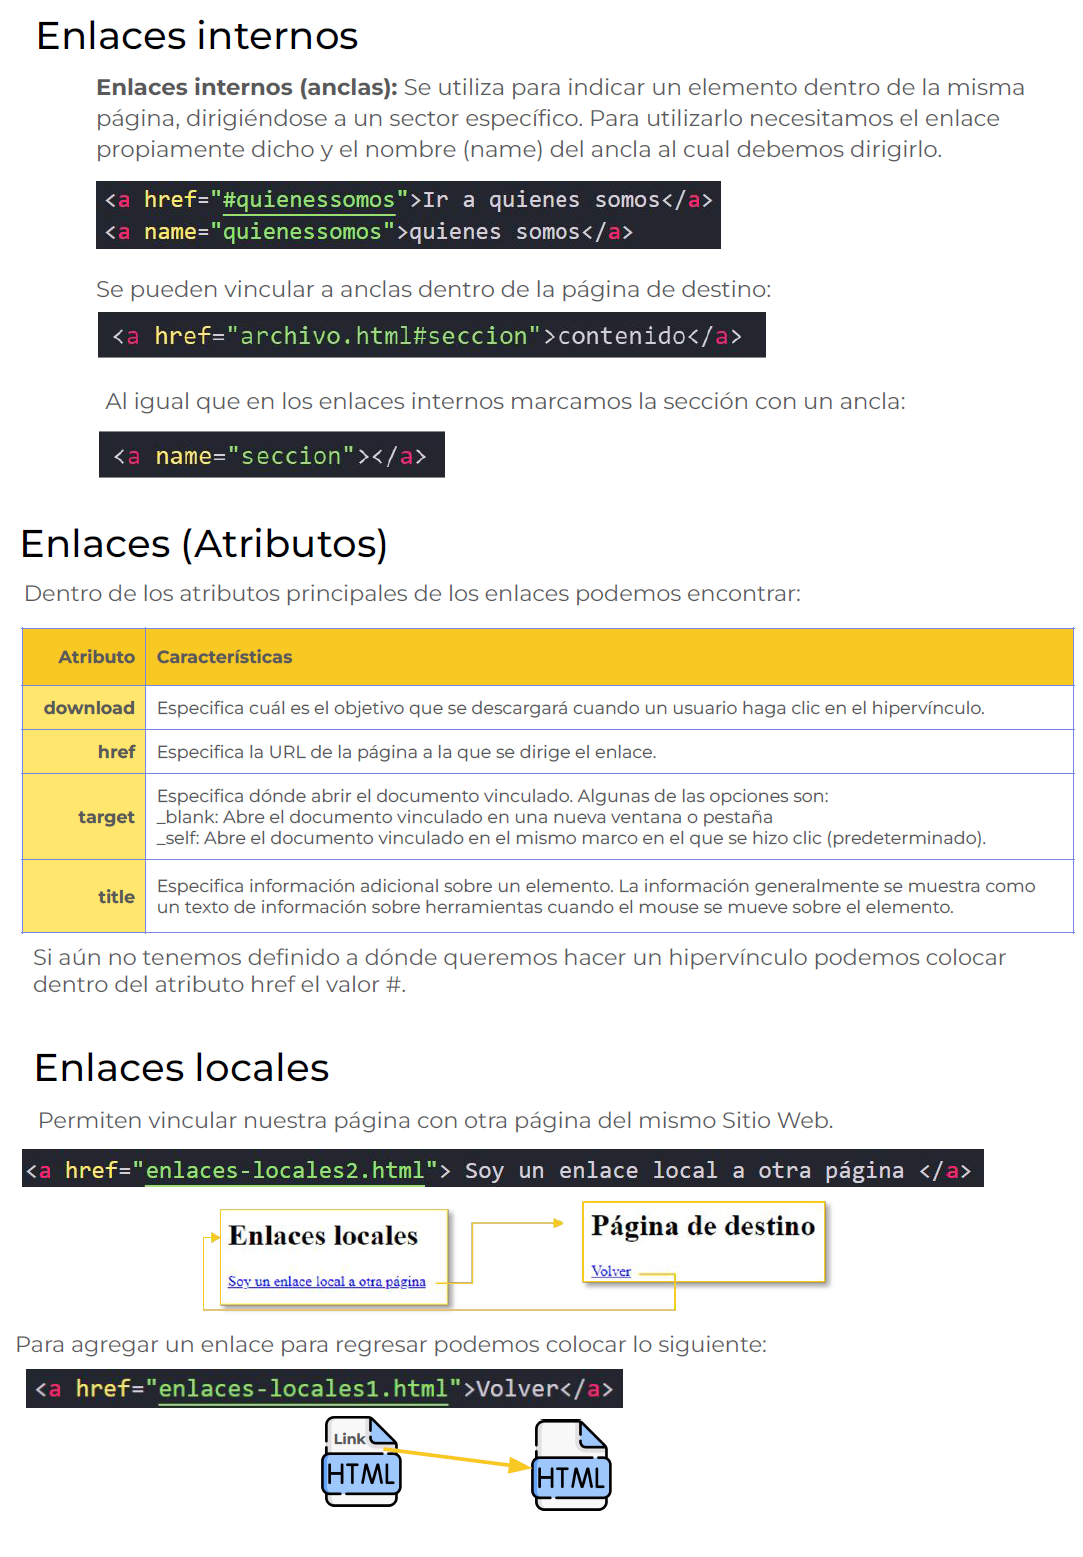 Enlaces internos
Enlaces internos (anclas): Se utiliza para indicar un elemento dentro de la misma
página, dirigiéndose a un sector específico. Para utilizarlo necesitamos el enlace
propiamente dicho y el nombre (name) del ancla al cual debemos dirigirlo.
<a href="#quienessomos">Ir a quienes somos</a>
<a name="quienessomos">quienes somos</a>
Se pueden vincular a anclas dentro de la página de destino:
<a href="archivo.html#seccion">contenido</a>
Al igual que en los enlaces internos marcamos la sección con un ancla:
<a name="seccion"></a>
Enlaces (Atributos)
Dentro de los atributos principales de los enlaces podemos encontrar:
Atributo Características
download Especifica cuál es el objetivo que se descargará cuando un usuario haga clic en el hipervínculo.
href Especifica la URL de la página a la que se dirige el enlace.
target Especifica dónde abrir el documento vinculado. Algunas de las opciones son:
_blank: Abre el documento vinculado en una nueva ventana o pestaña
_self: Abre el documento vinculado en el mismo marco en el que se hizo clic (predeterminado).
title Especifica información adicional sobre un elemento. La información generalmente se muestra como
un texto de información sobre herramientas cuando el mouse se mueve sobre el elemento.
Si aún no tenemos definido a dónde queremos hacer un hipervínculo podemos colocar
dentro del atributo href el valor #.
Enlaces locales
Permiten vincular nuestra página con otra página del mismo Sitio Web.
<a href="enlaces-locales2.html"> Soy un enlace local a otra página </a>
Enlaces locales
Soy un enlace local a otra página
Página de destino
Volver
Para agregar un enlace para regresar podemos colocar lo siguiente:
<a href="enlaces-locales1.html">Volver</a>
Link
HTML
HTML